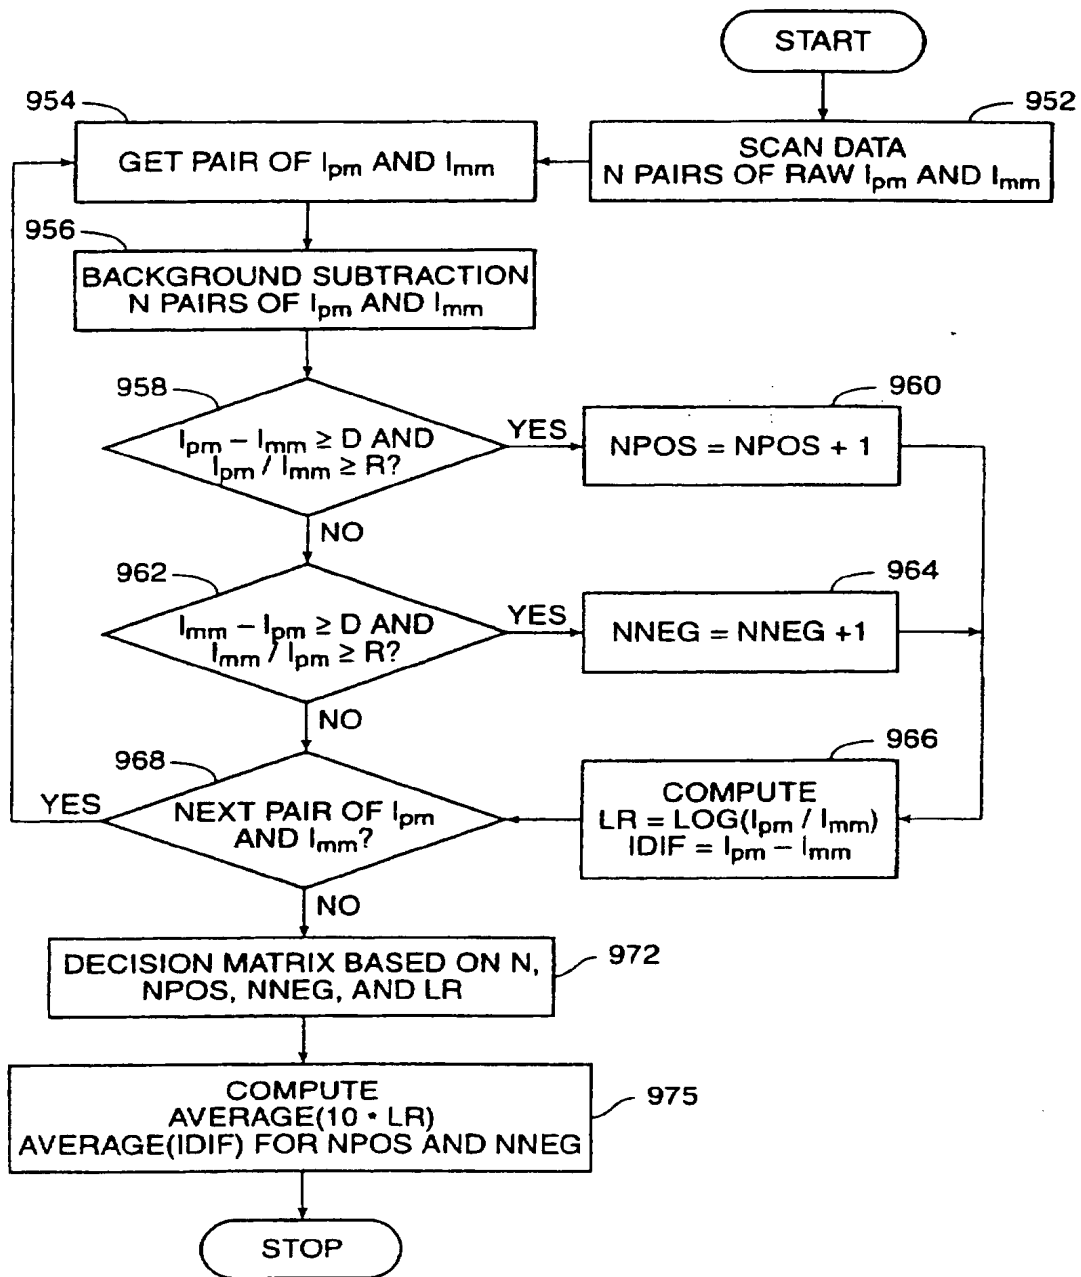 START
952
SCAN DATA
N PAIRS OF RAW Ipm AND Imm
954
GET PAIR OF Ipm AND Imm
956
BACKGROUND SUBTRACTION
N PAIRS OF Ipm AND Imm
958
Ipm – Imm ≥ D AND
Ipm / Imm ≥ R?
YES
960
NPOS = NPOS + 1
NO
962
Imm – Ipm ≥ D AND
Imm / Ipm ≥ R?
YES
964
NNEG = NNEG +1
NO
966
COMPUTE
LR = LOG(Ipm / Imm)
IDIF = Ipm – Imm
968
YES
NEXT PAIR OF Ipm
AND Imm?
NO
DECISION MATRIX BASED ON N,
NPOS, NNEG, AND LR
972
COMPUTE
AVERAGE(10 • LR)
AVERAGE(IDIF) FOR NPOS AND NNEG
975
STOP